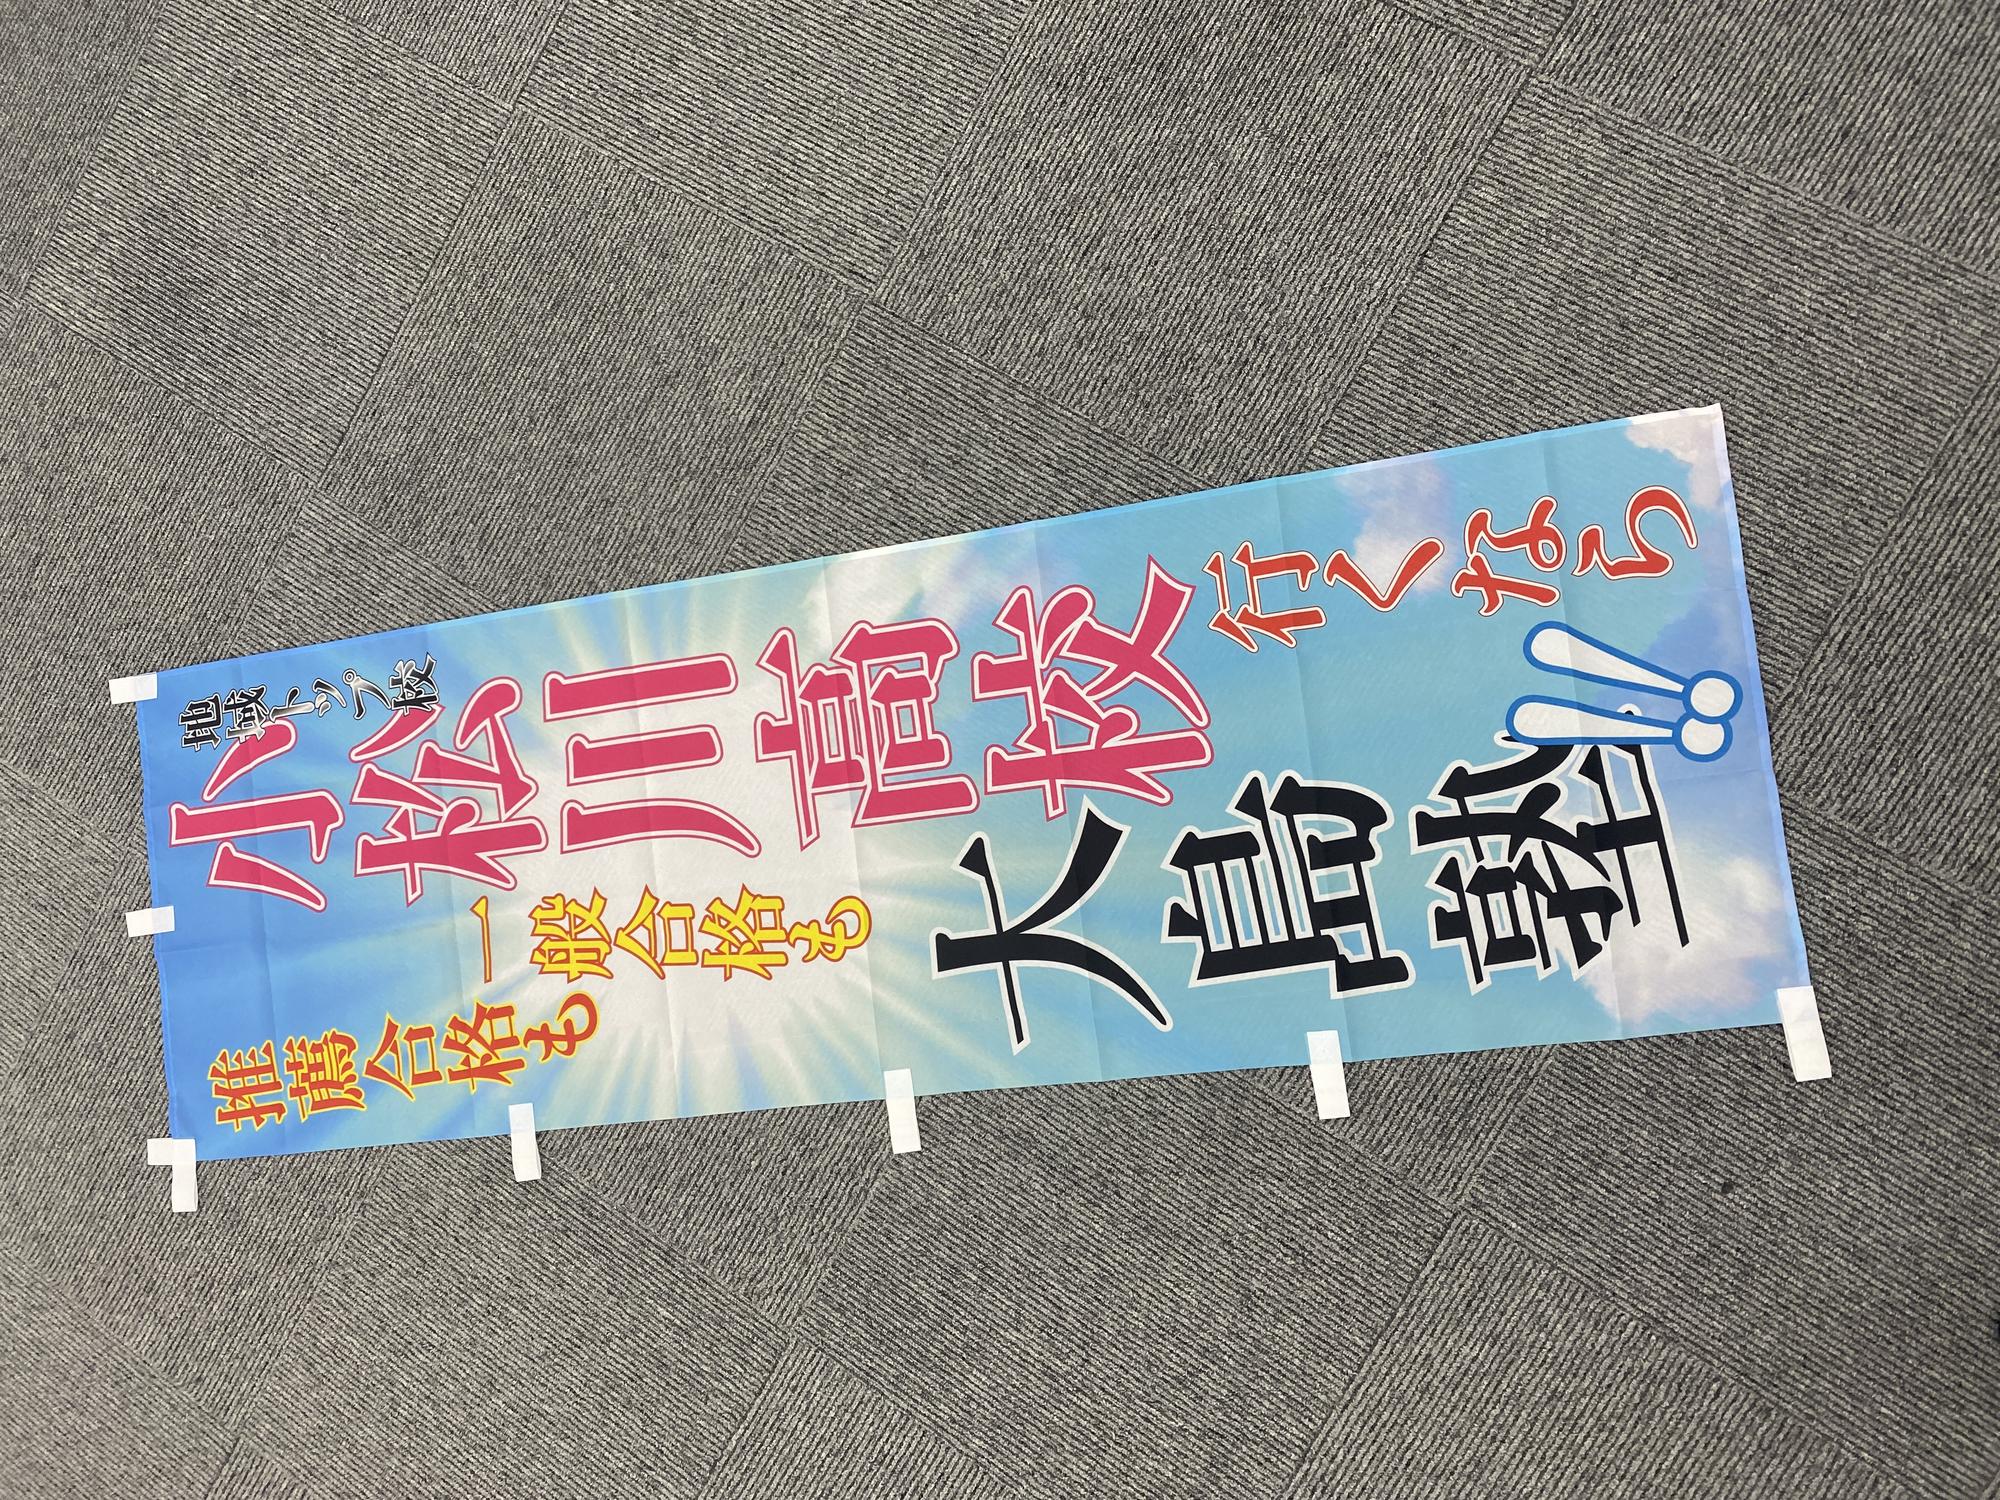 地域トップ校
小松川高校
行くなら
一般合格も
推薦合格も
大島塾!!